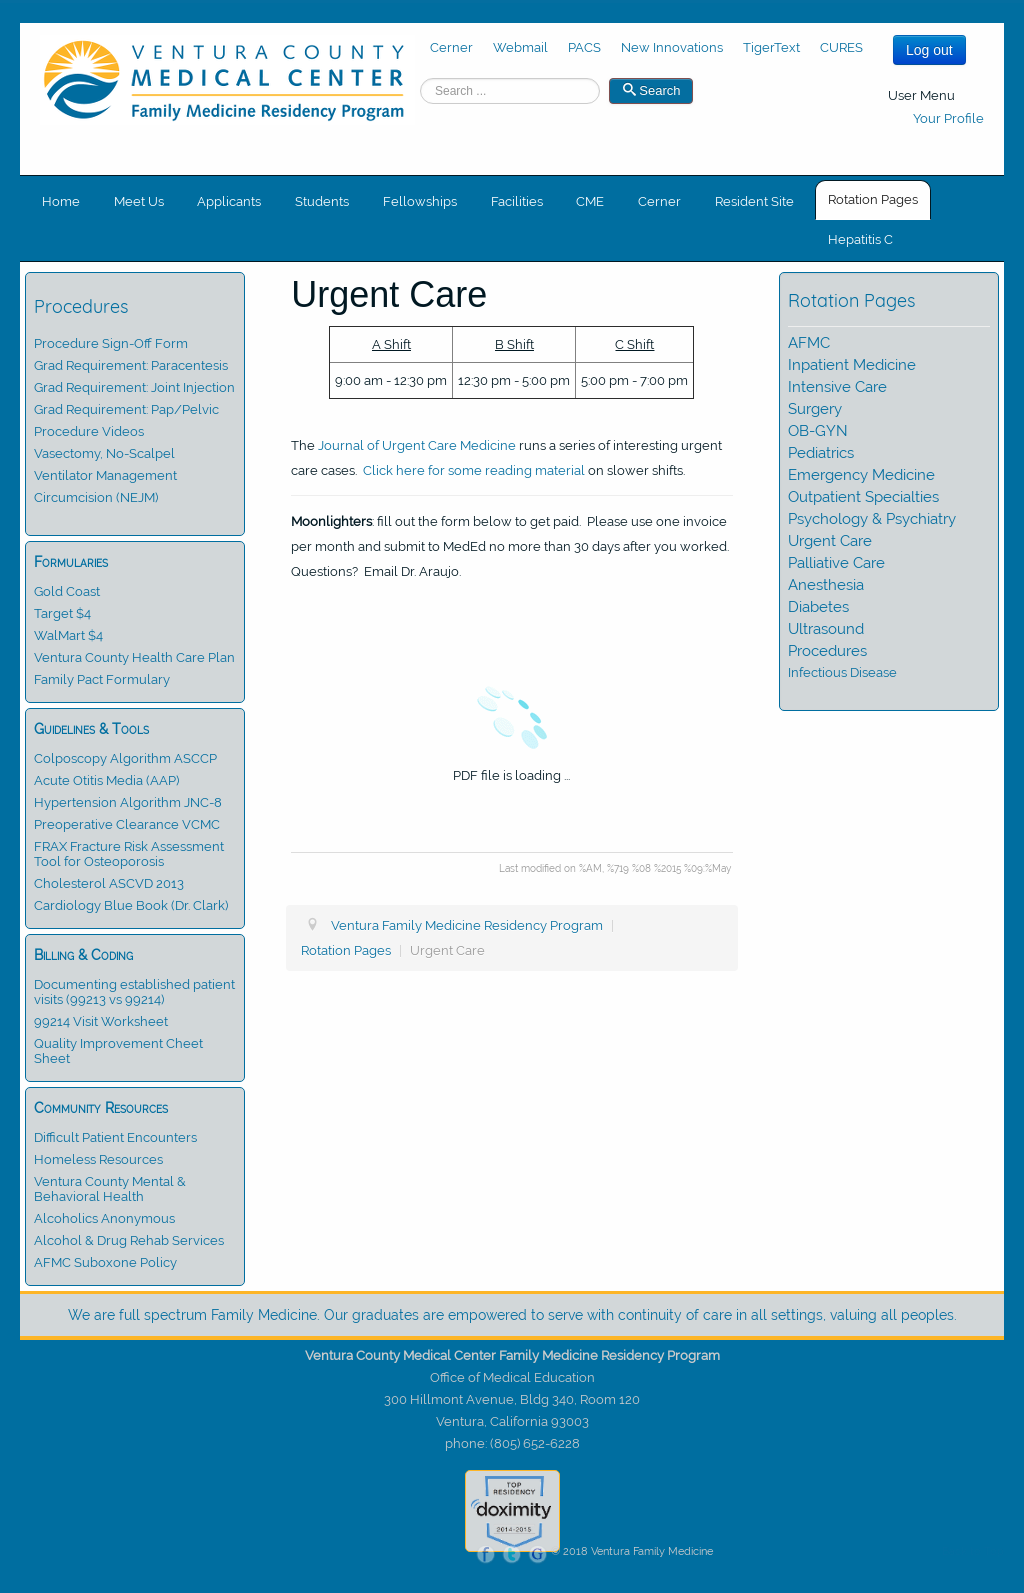 VENTURA COUNTY
MEDICAL CENTER
Family Medicine Residency Program
Cerner Webmail PACS New Innovations TigerText CURES
Log out
Search ...
Search
User Menu
Your Profile
Home Meet Us Applicants Students Fellowships Facilities CME Cerner Resident Site Rotation Pages
Hepatitis C
Procedures
Procedure Sign-Off Form
Grad Requirement: Paracentesis
Grad Requirement: Joint Injection
Grad Requirement: Pap/Pelvic
Procedure Videos
Vasectomy, No-Scalpel
Ventilator Management
Circumcision (NEJM)
Formularies
Gold Coast
Target $4
WalMart $4
Ventura County Health Care Plan
Family Pact Formulary
Guidelines & Tools
Colposcopy Algorithm ASCCP
Acute Otitis Media (AAP)
Hypertension Algorithm JNC-8
Preoperative Clearance VCMC
FRAX Fracture Risk Assessment
Tool for Osteoporosis
Cholesterol ASCVD 2013
Cardiology Blue Book (Dr. Clark)
Billing & Coding
Documenting established patient
visits (99213 vs 99214)
99214 Visit Worksheet
Quality Improvement Cheet
Sheet
Community Resources
Difficult Patient Encounters
Homeless Resources
Ventura County Mental &
Behavioral Health
Alcoholics Anonymous
Alcohol & Drug Rehab Services
AFMC Suboxone Policy
Urgent Care
A Shift B Shift C Shift
9:00 am - 12:30 pm 12:30 pm - 5:00 pm 5:00 pm - 7:00 pm
The Journal of Urgent Care Medicine runs a series of interesting urgent
care cases. Click here for some reading material on slower shifts.
Moonlighters: fill out the form below to get paid. Please use one invoice
per month and submit to MedEd no more than 30 days after you worked.
Questions? Email Dr. Araujo.
PDF file is loading ...
Last modified on %AM, %719 %08 %2015 %09:%May
Ventura Family Medicine Residency Program |
Rotation Pages | Urgent Care
Rotation Pages
AFMC
Inpatient Medicine
Intensive Care
Surgery
OB-GYN
Pediatrics
Emergency Medicine
Outpatient Specialties
Psychology & Psychiatry
Urgent Care
Palliative Care
Anesthesia
Diabetes
Ultrasound
Procedures
Infectious Disease
We are full spectrum Family Medicine. Our graduates are empowered to serve with continuity of care in all settings, valuing all peoples.
Ventura County Medical Center Family Medicine Residency Program
Office of Medical Education
300 Hillmont Avenue, Bldg 340, Room 120
Ventura, California 93003
phone: (805) 652-6228
TOP
RESIDENCY
doximity
2014-2015
f t G © 2018 Ventura Family Medicine